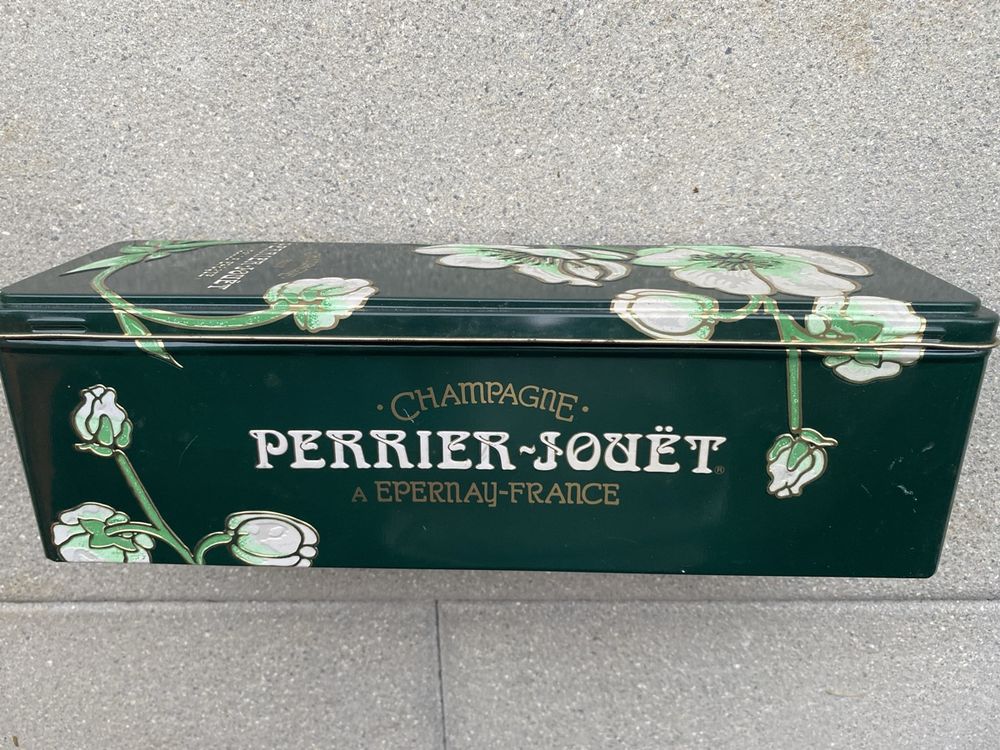 ·CHAMPAGNE·
PERRIER-JOUËT®
A EPERNAY-FRANCE